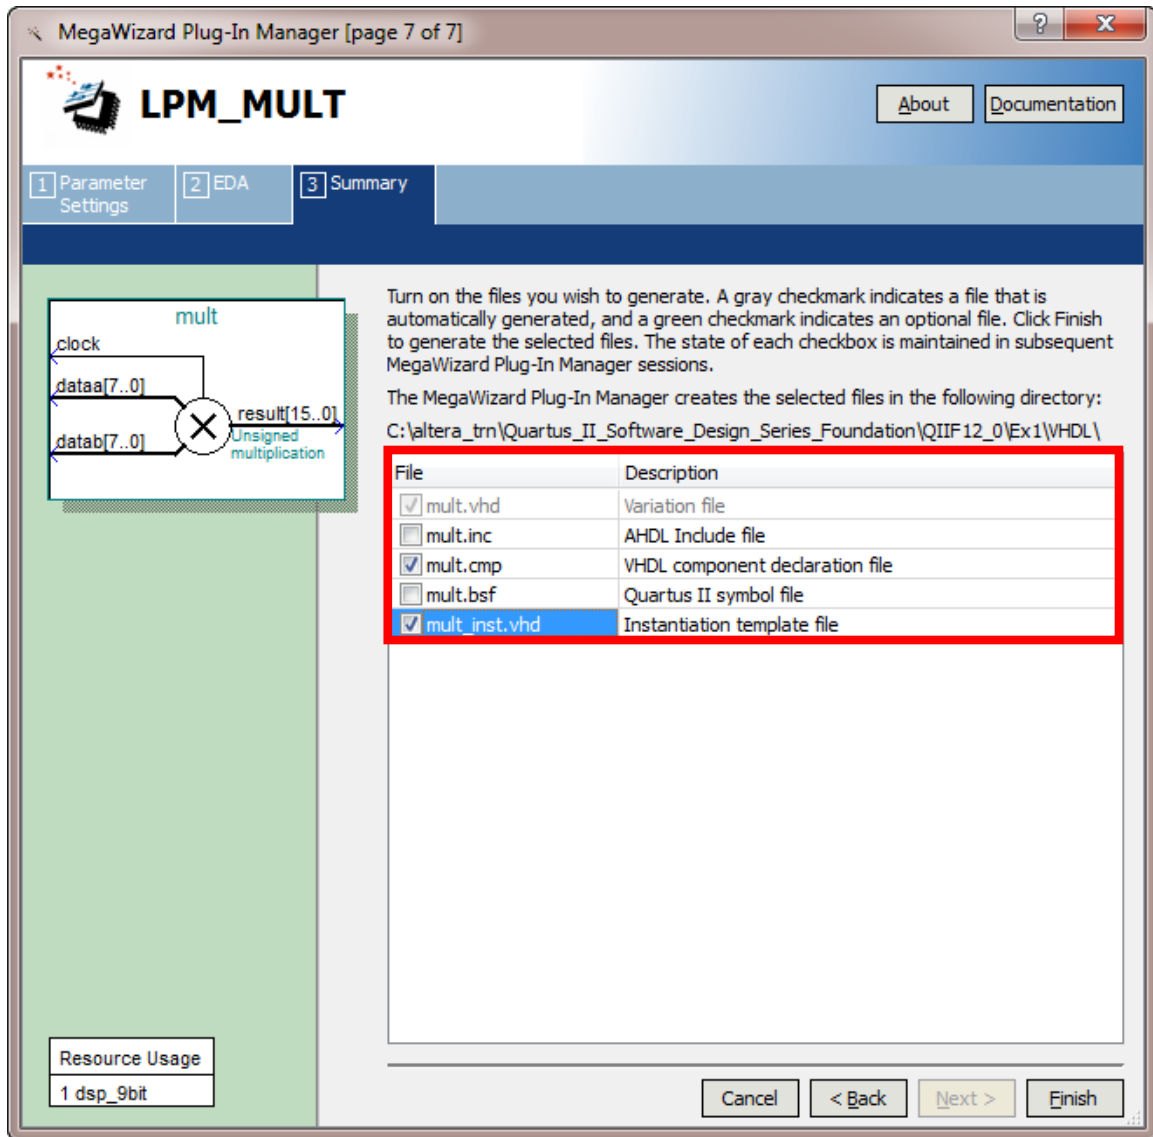 MegaWizard Plug-In Manager [page 7 of 7]
LPM_MULT
About
Documentation
1 Parameter
Settings
2 EDA
3 Summary
mult
clock
dataa[7..0]
result[15..0]
datab[7..0]
Unsigned
multiplication
Turn on the files you wish to generate. A gray checkmark indicates a file that is
automatically generated, and a green checkmark indicates an optional file. Click Finish
to generate the selected files. The state of each checkbox is maintained in subsequent
MegaWizard Plug-In Manager sessions.
The MegaWizard Plug-In Manager creates the selected files in the following directory:
C:\altera_trn\Quartus_II_Software_Design_Series_Foundation\QIIF12_0\Ex1\VHDL\
File Description
mult.vhd Variation file
mult.inc AHDL Include file
mult.cmp VHDL component declaration file
mult.bsf Quartus II symbol file
mult_inst.vhd Instantiation template file
Resource Usage
1 dsp_9bit
Cancel
< Back
Next >
Finish